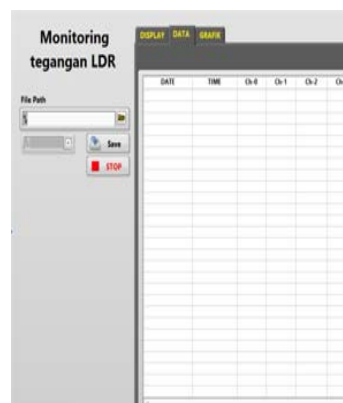 Monitoring
tegangan LDR
DISPLAY DATA GRAFIK
DATE TIME Ch-0 Ch-1 Ch-2
File Path
Save
STOP